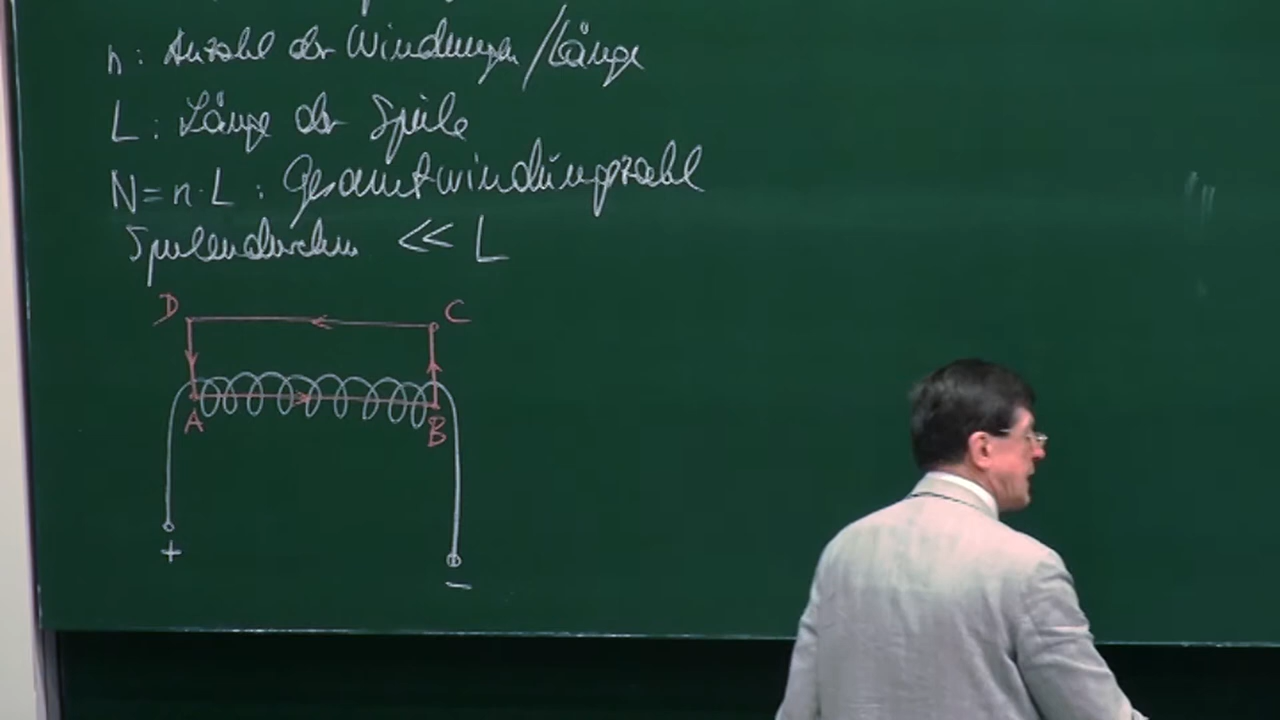 n: Anzahl der Windungen/Länge
L: Länge der Spule
N=n·L: Gesamtwindungszahl
Spulendurchm << L
D C
A B
+ −